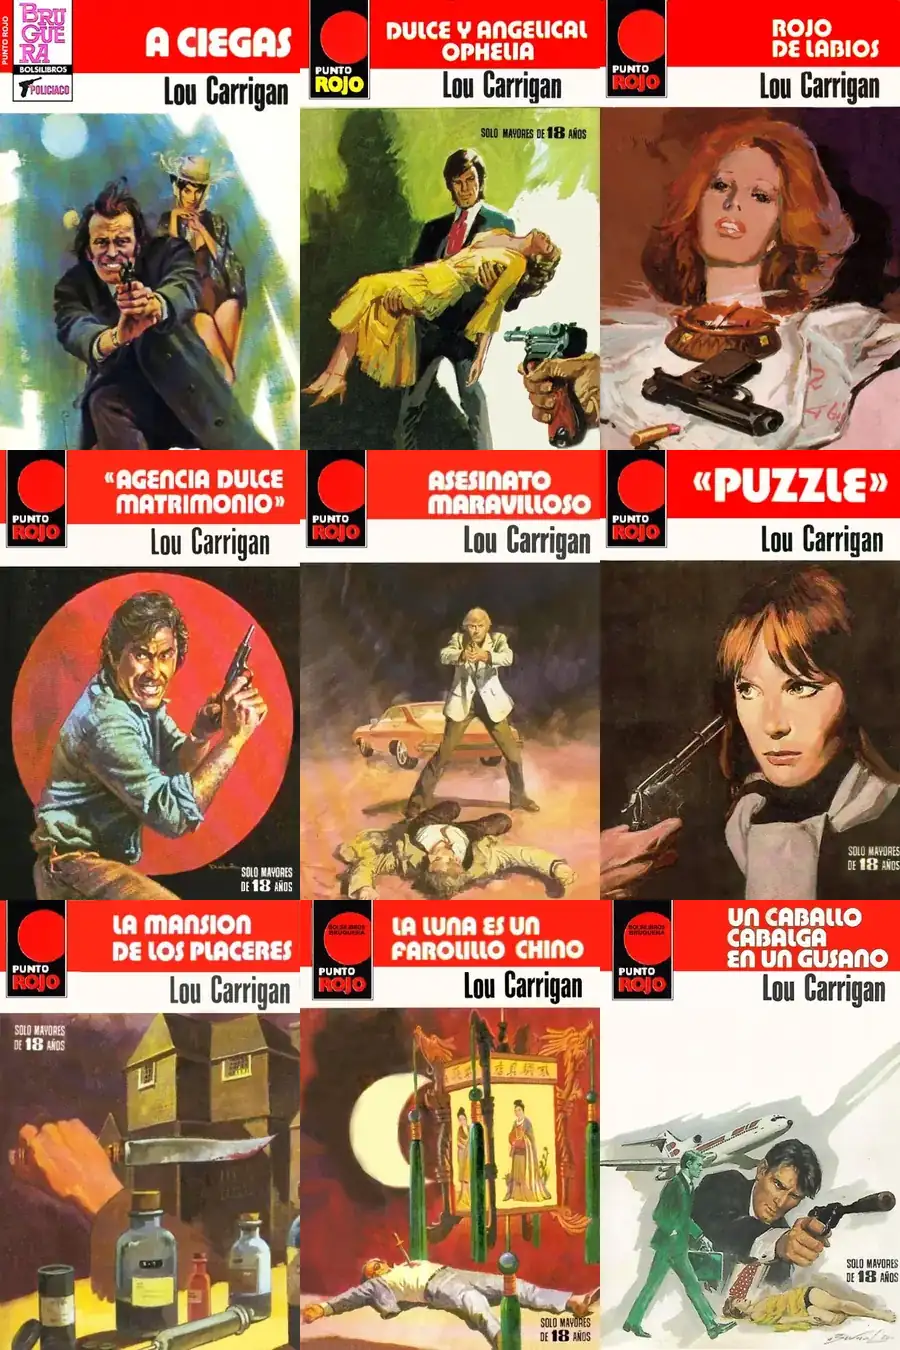 PUNTO ROJO
BRU
GUE
RA
BOLSILIBROS
POLICIACO
A CIEGAS
Lou Carrigan
PUNTO
ROJO
DULCE Y ANGELICAL
OPHELIA
Lou Carrigan
SOLO MAYORES DE 18 AÑOS
PUNTO
ROJO
ROJO
DE LABIOS
Lou Carrigan
PUNTO
ROJO
«AGENCIA DULCE
MATRIMONIO»
Lou Carrigan
SOLO MAYORES
DE 18 AÑOS
PUNTO
ROJO
ASESINATO
MARAVILLOSO
Lou Carrigan
PUNTO
ROJO
«PUZZLE»
Lou Carrigan
SOLO MAYORES
DE 18 AÑOS
PUNTO
ROJO
LA MANSION
DE LOS PLACERES
Lou Carrigan
SOLO MAYORES
DE 18 AÑOS
BOLSILIBROS
BRUGUERA
PUNTO
ROJO
LA LUNA ES UN
FAROLILLO CHINO
Lou Carrigan
SOLO MAYORES
DE 18 AÑOS
BOLSILIBROS
BRUGUERA
PUNTO
ROJO
UN CABALLO
CABALGA
EN UN GUSANO
Lou Carrigan
SOLO MAYORES
DE 18 AÑOS